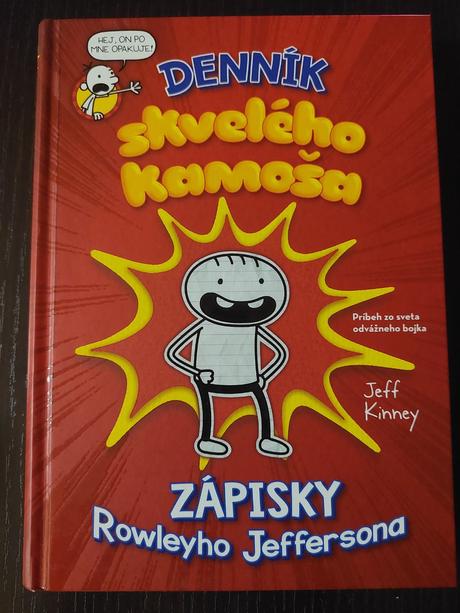 HEJ, ON PO
MNE OPAKUJE!
DENNÍK
skvelého
kamoša
Príbeh zo sveta
odvážneho bojka
Jeff
Kinney
ZÁPISKY
Rowleyho Jeffersona